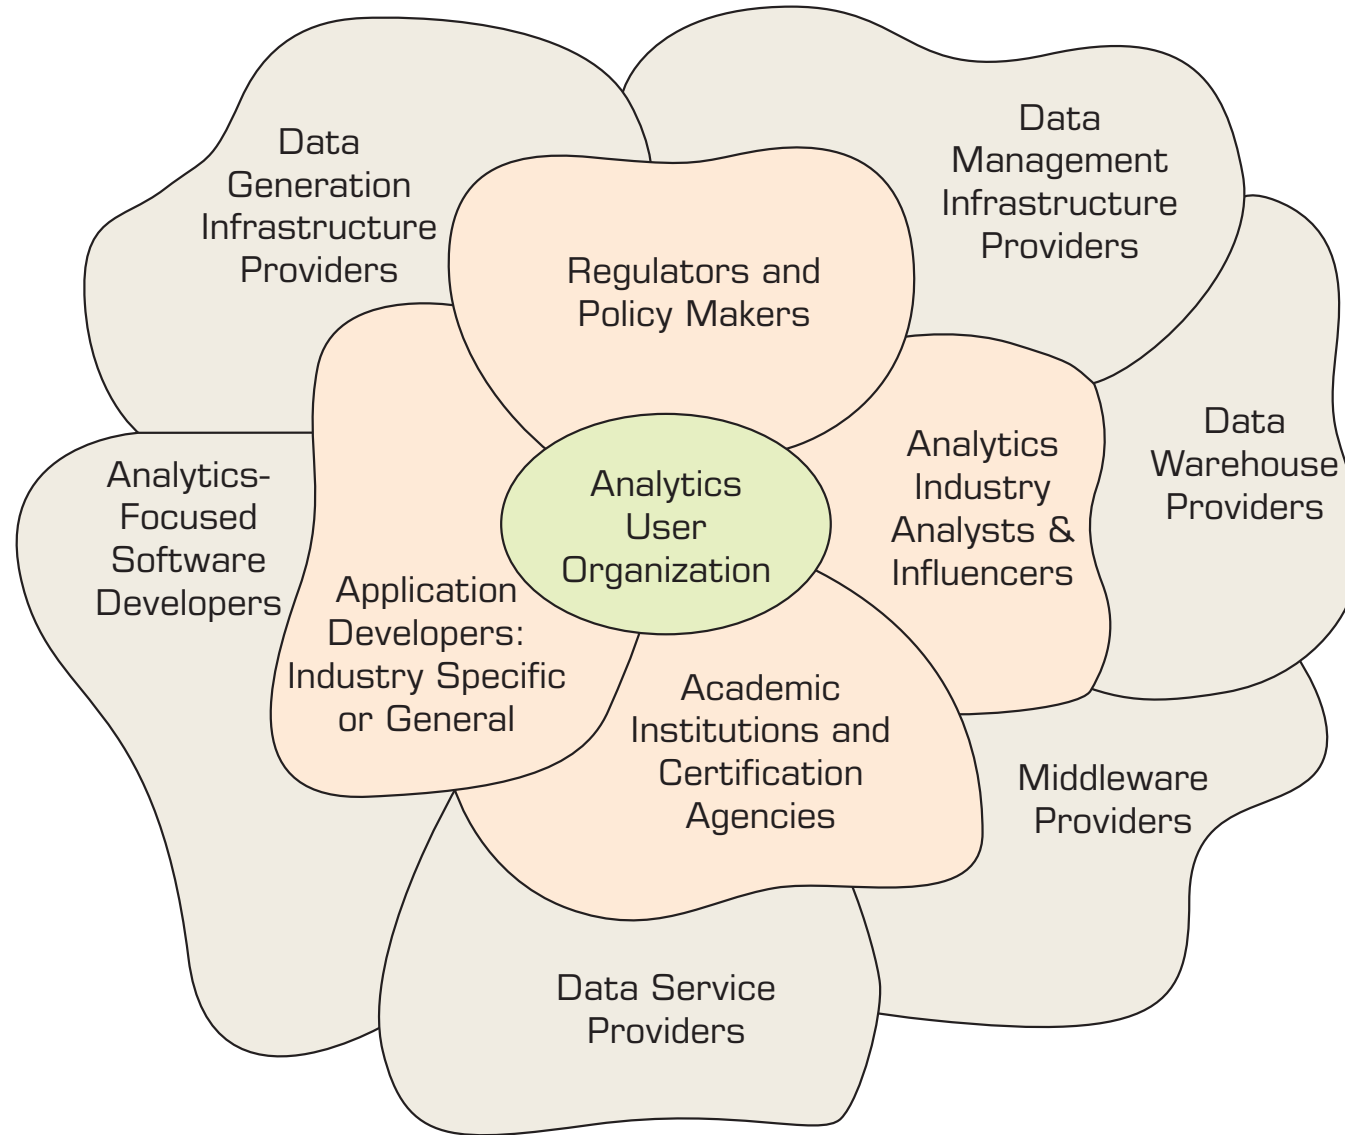 Data
Generation
Infrastructure
Providers
Data
Management
Infrastructure
Providers
Regulators and
Policy Makers
Analytics
Industry
Analysts &
Influencers
Data
Warehouse
Providers
Analytics-
Focused
Software
Developers
Analytics
User
Organization
Application
Developers:
Industry Specific
or General
Academic
Institutions and
Certification
Agencies
Middleware
Providers
Data Service
Providers